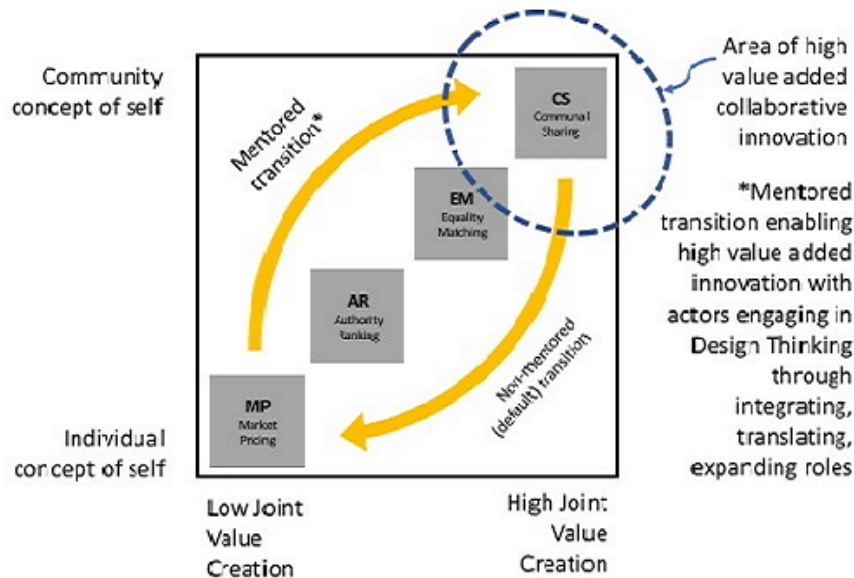 Community
concept of self
Mentored
transition*
CS
Communal
Sharing
Area of high
value added
collaborative
innovation
EM
Equality
Matching
*Mentored
transition enabling
high value added
innovation with
actors engaging in
Design Thinking
through
integrating,
translating,
expanding roles
AR
Authority
Ranking
Non-mentored
(default) transition
MP
Market
Pricing
Individual
concept of self
Low Joint
Value
Creation
High Joint
Value
Creation